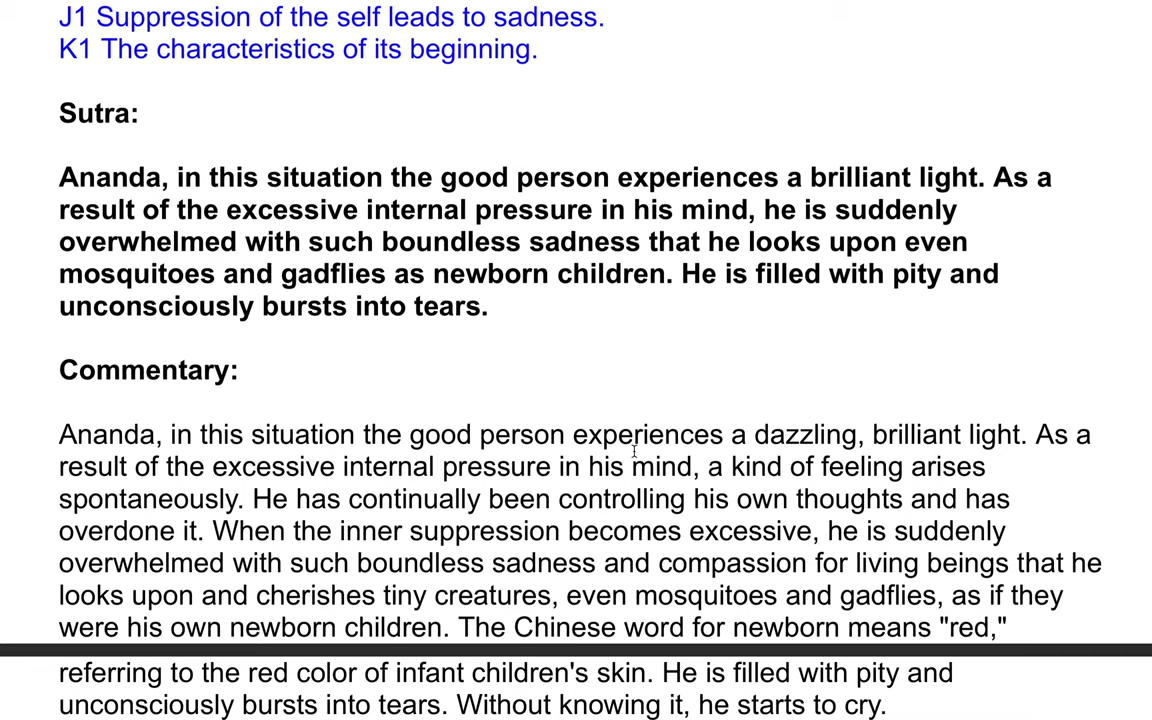 J1 Suppression of the self leads to sadness.
K1 The characteristics of its beginning.
Sutra:
Ananda, in this situation the good person experiences a brilliant light. As a
result of the excessive internal pressure in his mind, he is suddenly
overwhelmed with such boundless sadness that he looks upon even
mosquitoes and gadflies as newborn children. He is filled with pity and
unconsciously bursts into tears.
Commentary:
Ananda, in this situation the good person experiences a dazzling, brilliant light. As a
result of the excessive internal pressure in his mind, a kind of feeling arises
spontaneously. He has continually been controlling his own thoughts and has
overdone it. When the inner suppression becomes excessive, he is suddenly
overwhelmed with such boundless sadness and compassion for living beings that he
looks upon and cherishes tiny creatures, even mosquitoes and gadflies, as if they
were his own newborn children. The Chinese word for newborn means "red,"
referring to the red color of infant children's skin. He is filled with pity and
unconsciously bursts into tears. Without knowing it, he starts to cry.